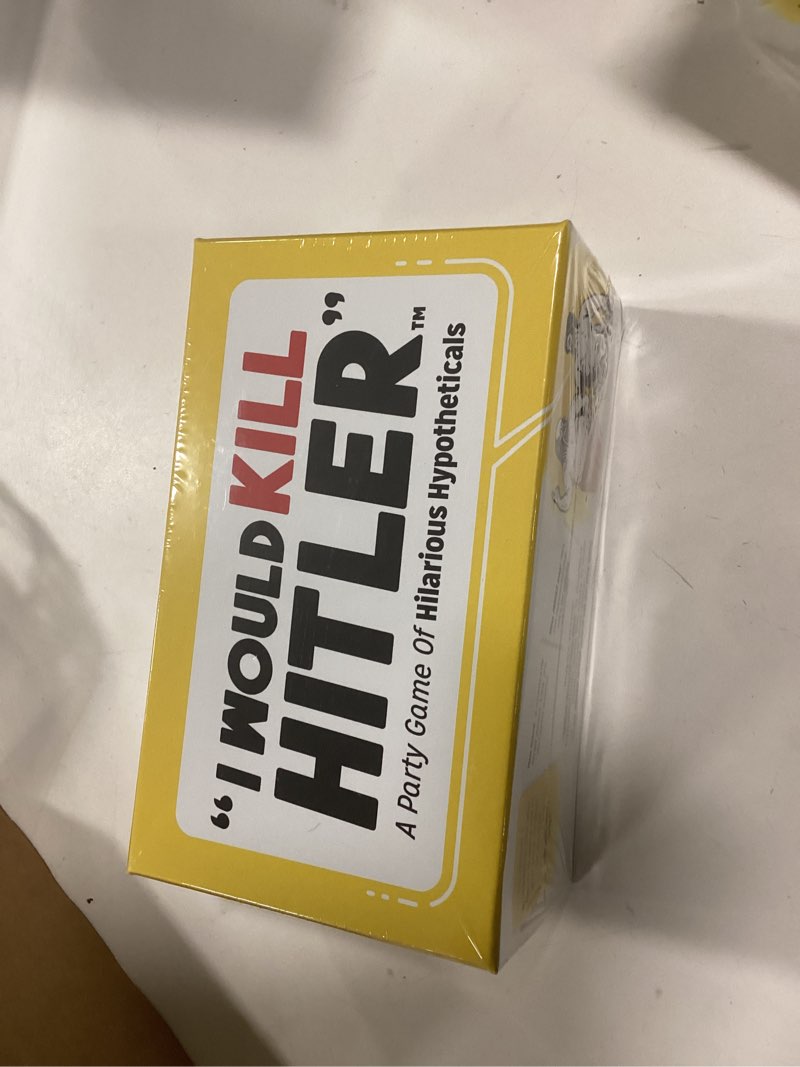 “I WOULD KILL
HITLER”™
A Party Game Of Hilarious Hypotheticals